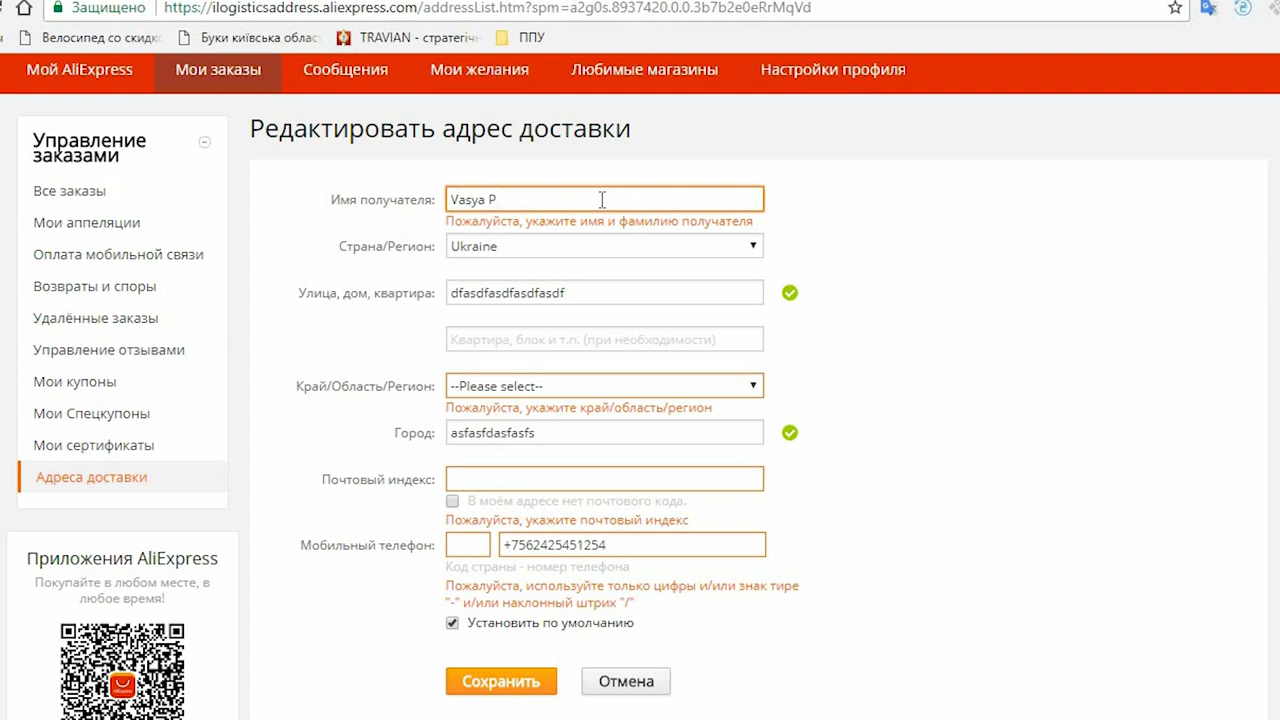 Защищено
https://ilogisticsaddress.aliexpress.com/addressList.htm?spm=a2g0s.8937420.0.0.3b7b2e0eRrMqVd
Велосипед со скидк
Буки київська облас
TRAVIAN - стратегіч
ППУ
Мой AliExpress
Мои заказы
Сообщения
Мои желания
Любимые магазины
Настройки профиля
Управление
заказами
Все заказы
Мои аппеляции
Оплата мобильной связи
Возвраты и споры
Удалённые заказы
Управление отзывами
Мои купоны
Мои Спецкупоны
Мои сертификаты
Адреса доставки
Приложения AliExpress
Покупайте в любом месте, в
любое время!
AliExpress
Редактировать адрес доставки
Имя получателя: Vasya P
Пожалуйста, укажите имя и фамилию получателя
Страна/Регион: Ukraine
Улица, дом, квартира: dfasdfasdfasdfasdf
Квартира, блок и т.п. (при необходимости)
Край/Область/Регион: --Please select--
Пожалуйста, укажите край/область/регион
Город: asfasfdasfasfs
Почтовый индекс:
В моём адресе нет почтового кода.
Пожалуйста, укажите почтовый индекс
Мобильный телефон: +7562425451254
Код страны - номер телефона
Пожалуйста, используйте только цифры и/или знак тире
"-" и/или наклонный штрих "/"
Установить по умолчанию
Сохранить
Отмена